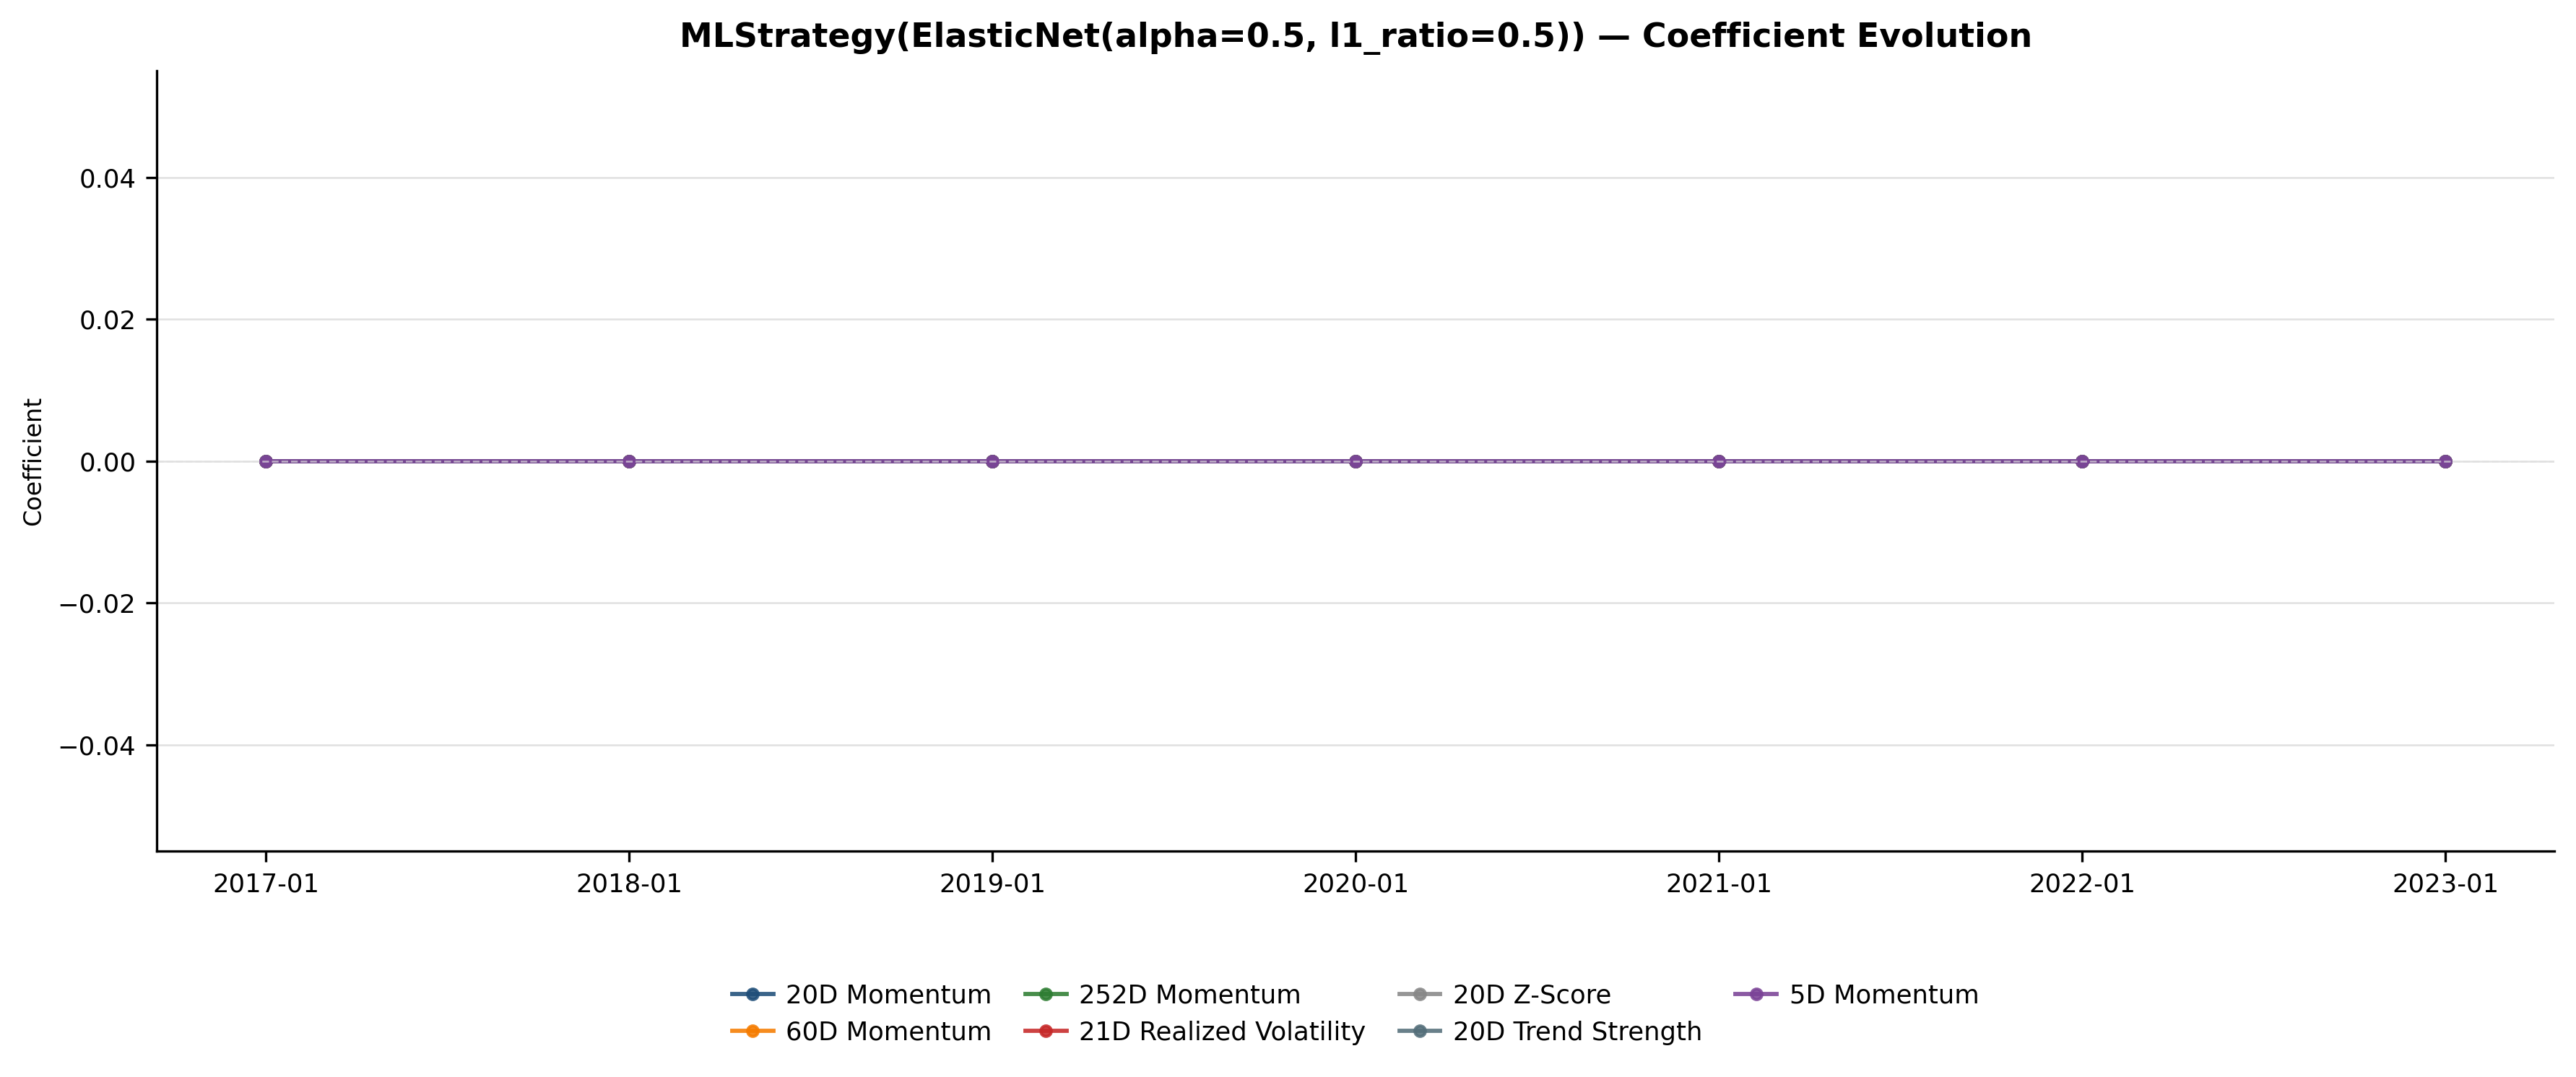 MLStrategy(ElasticNet(alpha=0.5, l1_ratio=0.5)) — Coefficient Evolution
Coefficient
0.04
0.02
0.00
−0.02
−0.04
2017-01 2018-01 2019-01 2020-01 2021-01 2022-01 2023-01
20D Momentum 252D Momentum 20D Z-Score 5D Momentum
60D Momentum 21D Realized Volatility 20D Trend Strength